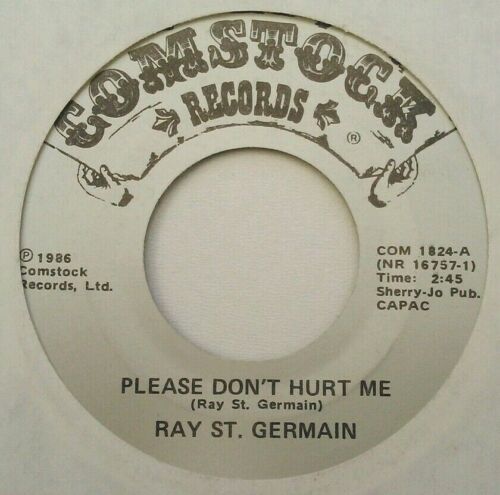 COMSTOCK
RECORDS
®
℗ 1986
Comstock
Records, Ltd.
COM 1824-A
(NR 16757-1)
Time: 2:45
Sherry-Jo Pub.
CAPAC
PLEASE DON'T HURT ME
(Ray St. Germain)
RAY ST. GERMAIN